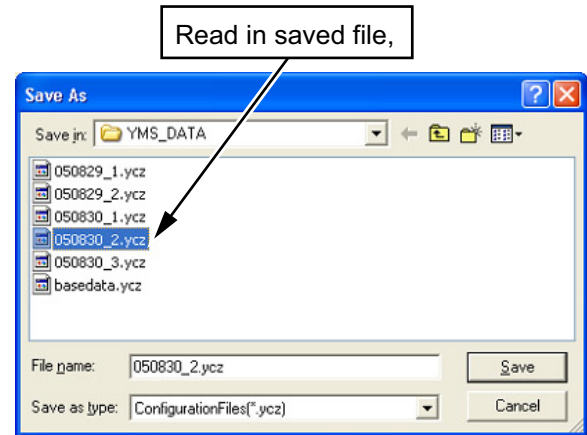 Read in saved file,
Save As
Save in: YMS_DATA
050829_1.ycz
050829_2.ycz
050830_1.ycz
050830_2.ycz
050830_3.ycz
basedata.ycz
File name: 050830_2.ycz Save
Save as type: ConfigurationFiles(*.ycz) Cancel